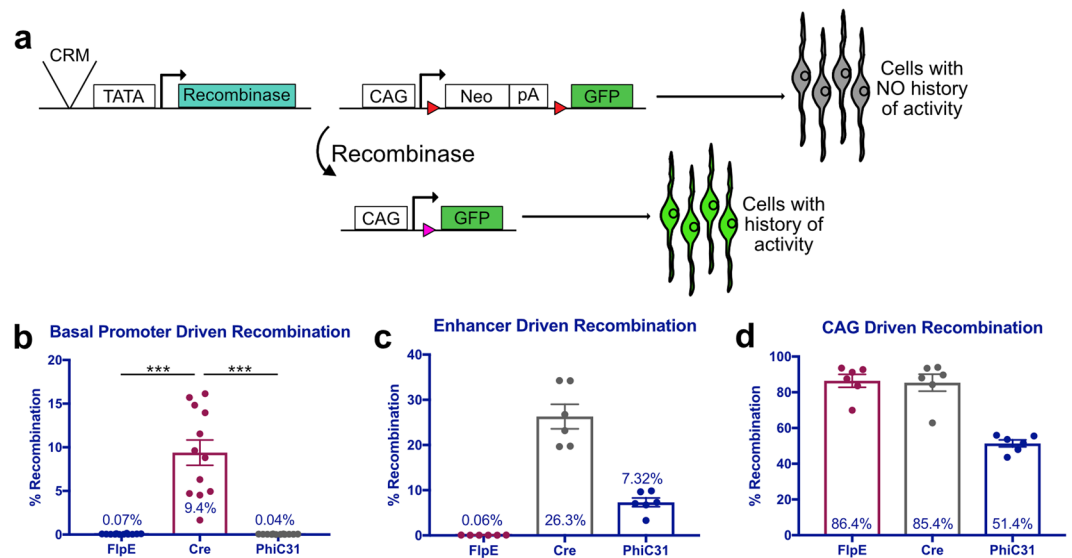 a
CRM
TATA
Recombinase
CAG
Neo
pA
GFP
Cells with
NO history
of activity
Recombinase
CAG
GFP
Cells with
history of
activity
b
Basal Promoter Driven Recombination
% Recombination
20
15
10
5
0
***
***
0.07%
9.4%
0.04%
FlpE
Cre
PhiC31
c
Enhancer Driven Recombination
% Recombination
40
30
20
10
0
0.06%
26.3%
7.32%
FlpE
Cre
PhiC31
d
CAG Driven Recombination
% Recombination
100
80
60
40
20
0
86.4%
85.4%
51.4%
FlpE
Cre
PhiC31